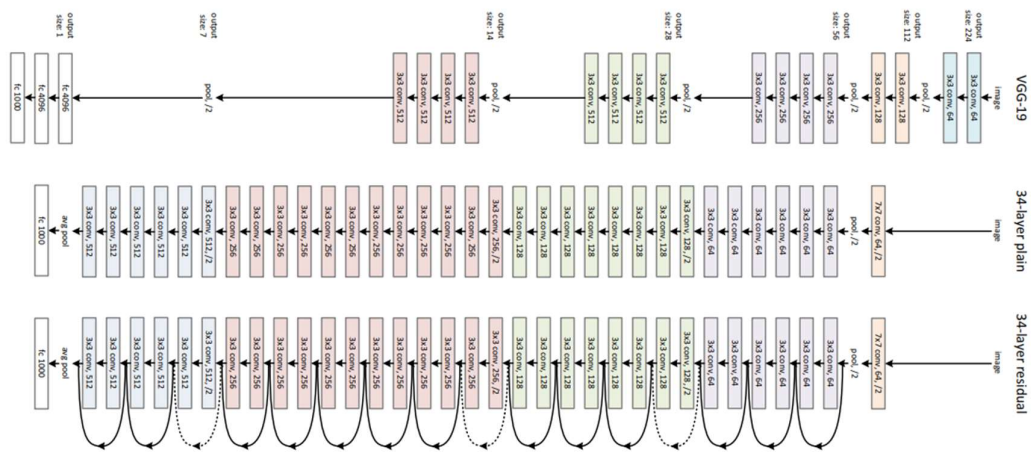 VGG-19
image
output
size: 224
3x3 conv, 64
3x3 conv, 64
pool, /2
output
size: 112
3x3 conv, 128
3x3 conv, 128
pool, /2
output
size: 56
3x3 conv, 256
3x3 conv, 256
3x3 conv, 256
3x3 conv, 256
pool, /2
output
size: 28
3x3 conv, 512
3x3 conv, 512
3x3 conv, 512
3x3 conv, 512
pool, /2
output
size: 14
3x3 conv, 512
3x3 conv, 512
3x3 conv, 512
3x3 conv, 512
pool, /2
output
size: 7
output
size: 1
fc 4096
fc 4096
fc 1000
34-layer plain
image
7x7 conv, 64, /2
pool, /2
3x3 conv, 64
3x3 conv, 64
3x3 conv, 64
3x3 conv, 64
3x3 conv, 64
3x3 conv, 64
3x3 conv, 128, /2
3x3 conv, 128
3x3 conv, 128
3x3 conv, 128
3x3 conv, 128
3x3 conv, 128
3x3 conv, 128
3x3 conv, 128
3x3 conv, 256, /2
3x3 conv, 256
3x3 conv, 256
3x3 conv, 256
3x3 conv, 256
3x3 conv, 256
3x3 conv, 256
3x3 conv, 256
3x3 conv, 256
3x3 conv, 256
3x3 conv, 256
3x3 conv, 256
3x3 conv, 512, /2
3x3 conv, 512
3x3 conv, 512
3x3 conv, 512
3x3 conv, 512
3x3 conv, 512
avg pool
fc 1000
34-layer residual
image
7x7 conv, 64, /2
pool, /2
3x3 conv, 64
3x3 conv, 64
3x3 conv, 64
3x3 conv, 64
3x3 conv, 64
3x3 conv, 64
3x3 conv, 128, /2
3x3 conv, 128
3x3 conv, 128
3x3 conv, 128
3x3 conv, 128
3x3 conv, 128
3x3 conv, 128
3x3 conv, 128
3x3 conv, 256, /2
3x3 conv, 256
3x3 conv, 256
3x3 conv, 256
3x3 conv, 256
3x3 conv, 256
3x3 conv, 256
3x3 conv, 256
3x3 conv, 256
3x3 conv, 256
3x3 conv, 256
3x3 conv, 256
3x3 conv, 512, /2
3x3 conv, 512
3x3 conv, 512
3x3 conv, 512
3x3 conv, 512
3x3 conv, 512
avg pool
fc 1000